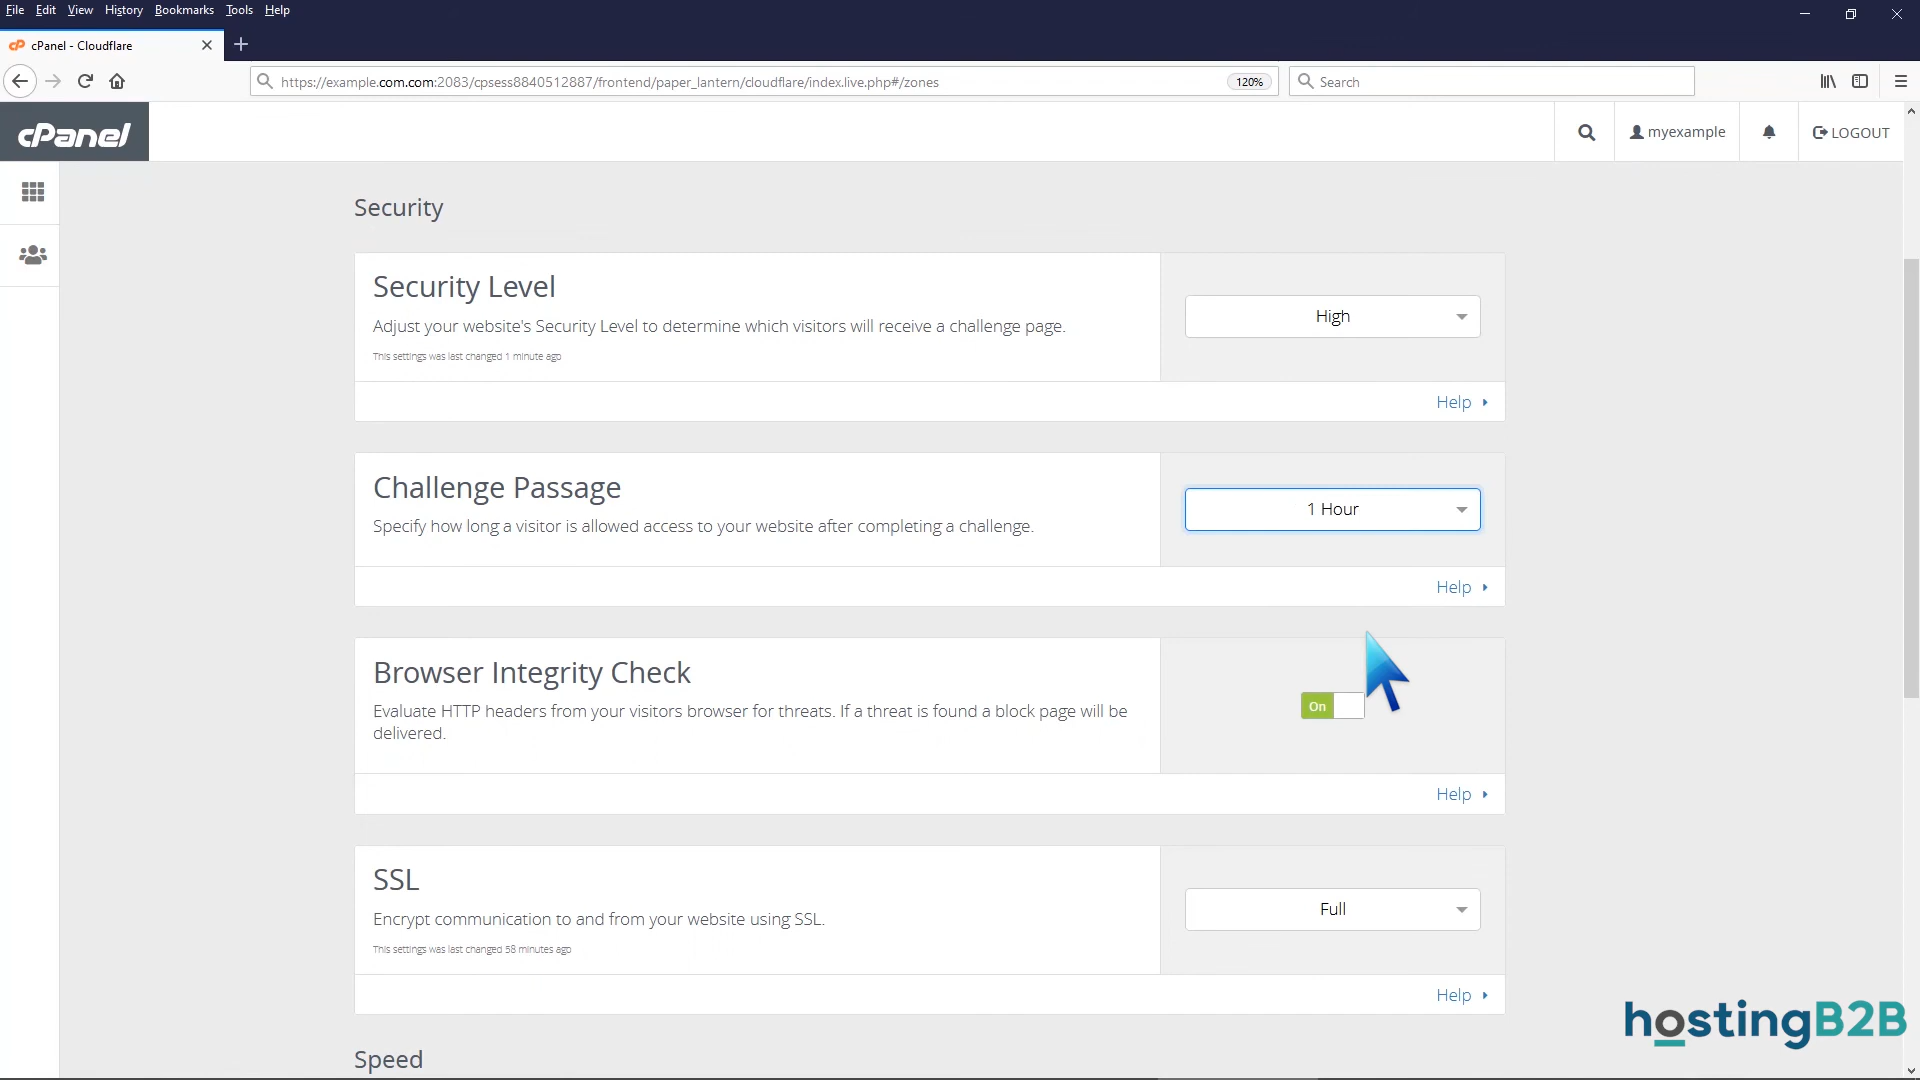 File Edit View History Bookmarks Tools Help
cPanel - Cloudflare
https://example.com.com:2083/cpsess8840512887/frontend/paper_lantern/cloudflare/index.live.php#/zones 120% Search
cPanel myexample LOGOUT
Security
Security Level
High
Adjust your website's Security Level to determine which visitors will receive a challenge page.
This settings was last changed 1 minute ago
Help
Challenge Passage
1 Hour
Specify how long a visitor is allowed access to your website after completing a challenge.
Help
Browser Integrity Check
On
Evaluate HTTP headers from your visitors browser for threats. If a threat is found a block page will be
delivered.
Help
SSL
Full
Encrypt communication to and from your website using SSL.
This settings was last changed 58 minutes ago
Help
hostingB2B
Speed